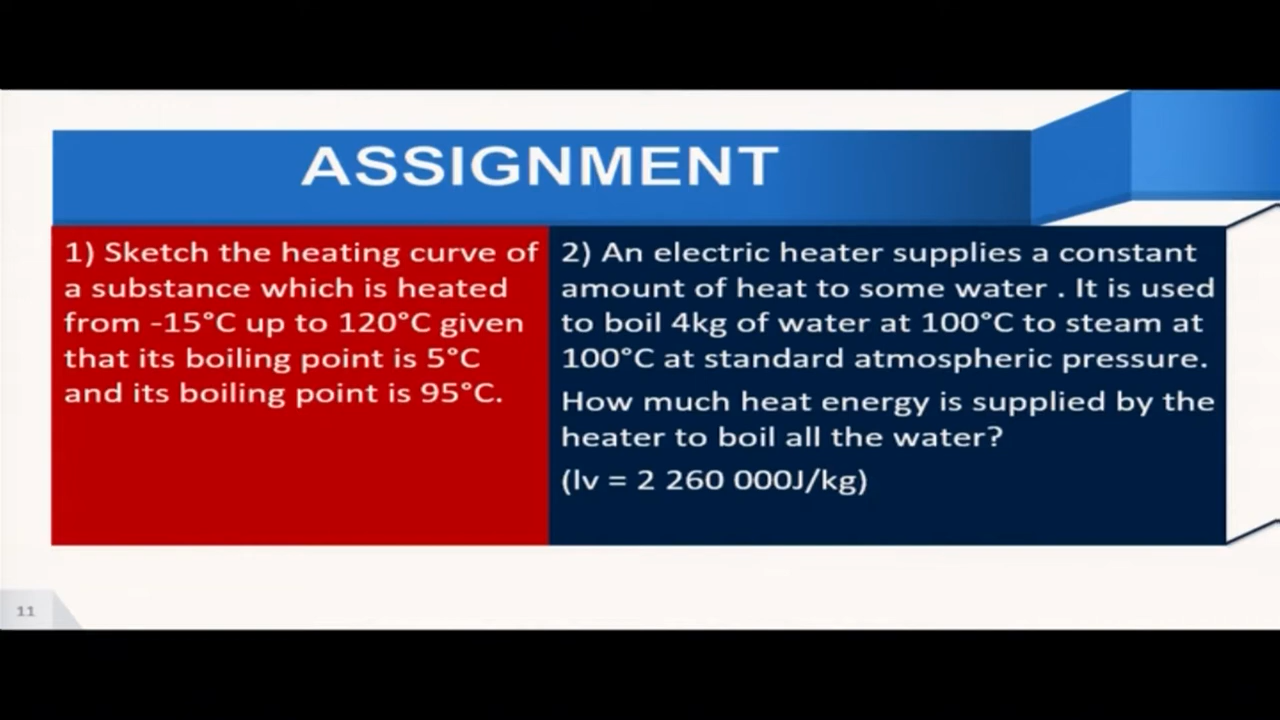 ASSIGNMENT
1) Sketch the heating curve of
a substance which is heated
from -15°C up to 120°C given
that its boiling point is 5°C
and its boiling point is 95°C.
2) An electric heater supplies a constant
amount of heat to some water . It is used
to boil 4kg of water at 100°C to steam at
100°C at standard atmospheric pressure.
How much heat energy is supplied by the
heater to boil all the water?
(lv = 2 260 000J/kg)
11